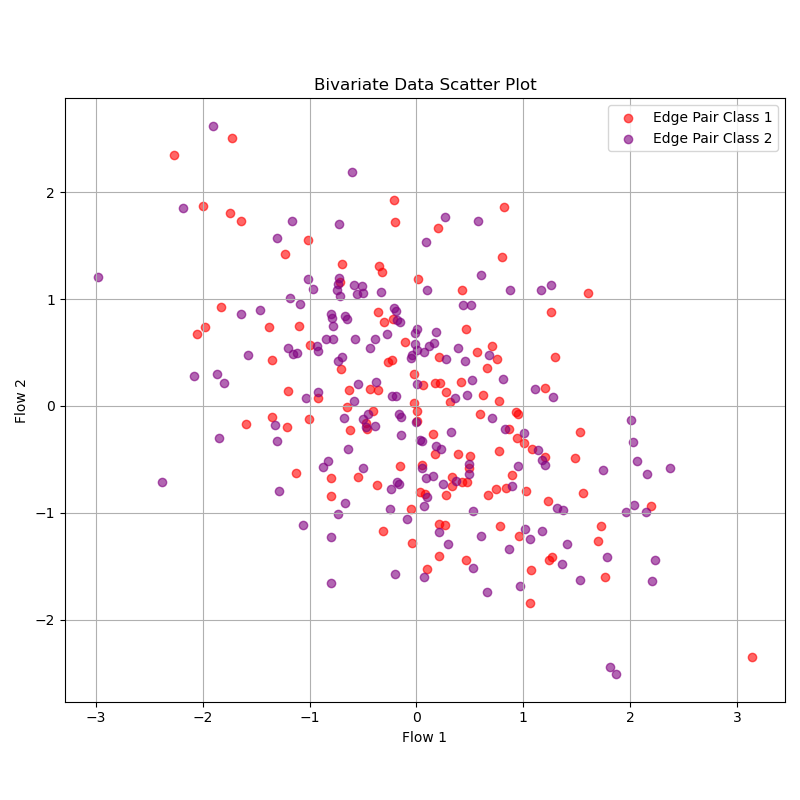 Bivariate Data Scatter Plot
Edge Pair Class 1
Edge Pair Class 2
Flow 2
2
1
0
−1
−2
−3
−2
−1
0
1
2
3
Flow 1